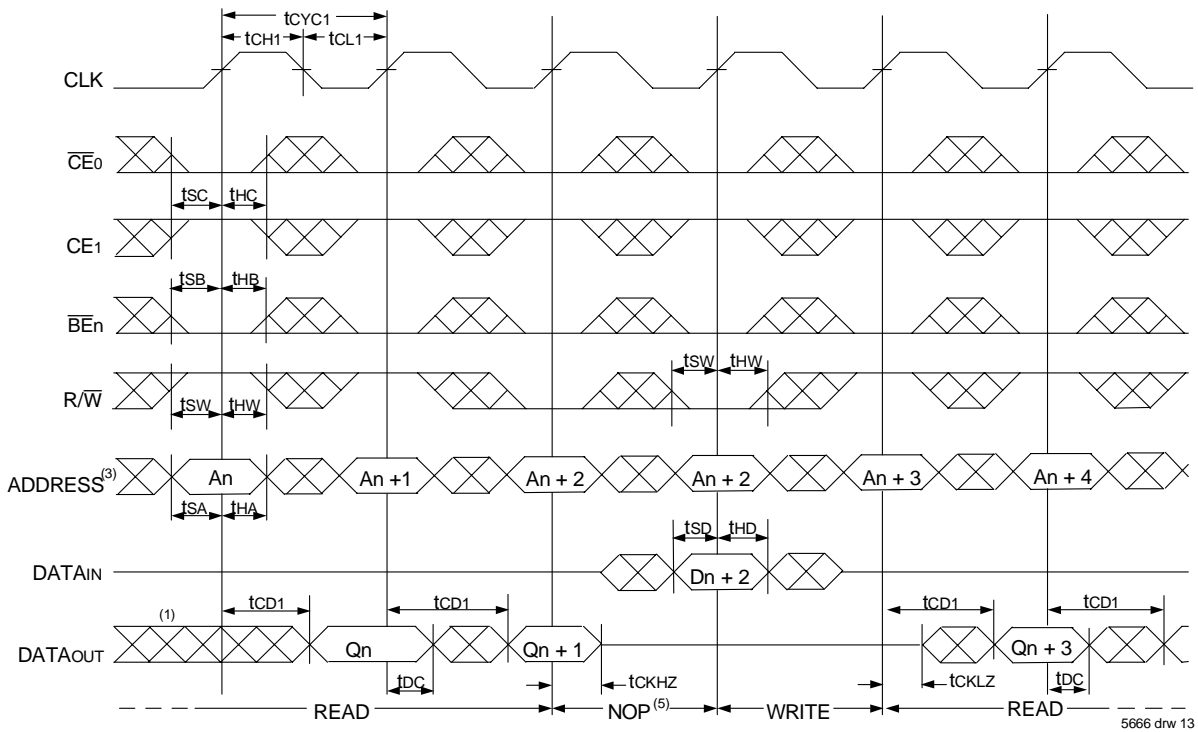 tCYC1
tCH1 tCL1
CLK
CE0
tSC tHC
CE1
tSB tHB
BEn
tSW tHW
R/W
tSW tHW
ADDRESS(3) An An +1 An + 2 An + 2 An + 3 An + 4
tSA tHA
tSD tHD
DATAIN Dn + 2
(1) tCD1 tCD1 tCD1 tCD1
DATAOUT Qn Qn + 1 Qn + 3
tDC tCKHZ tCKLZ tDC
READ NOP(5) WRITE READ
5666 drw 13